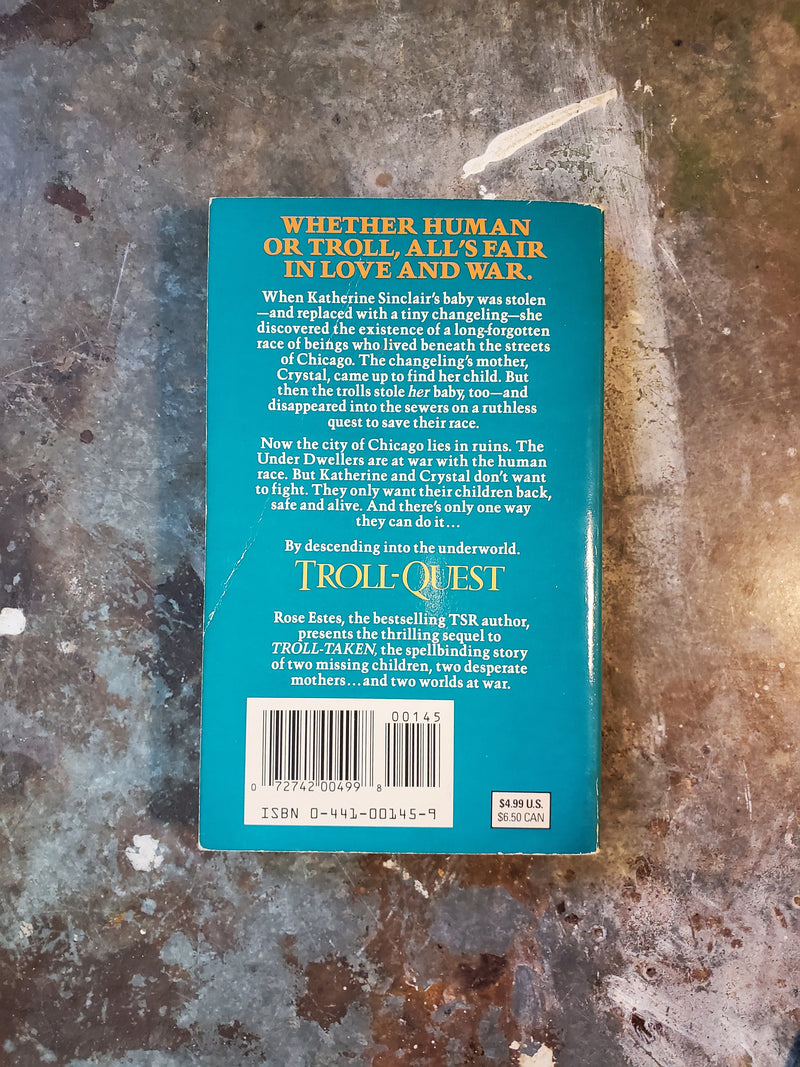 WHETHER HUMAN
OR TROLL, ALL'S FAIR
IN LOVE AND WAR.
When Katherine Sinclair's baby was stolen
—and replaced with a tiny changeling—she
discovered the existence of a long-forgotten
race of beings who lived beneath the streets
of Chicago. The changeling's mother,
Crystal, came up to find her child. But
then the trolls stole her baby, too—and
disappeared into the sewers on a ruthless
quest to save their race.
Now the city of Chicago lies in ruins. The
Under Dwellers are at war with the human
race. But Katherine and Crystal don't want
to fight. They only want their children back,
safe and alive. And there's only one way
they can do it...
By descending into the underworld.
TROLL-QUEST
Rose Estes, the bestselling TSR author,
presents the thrilling sequel to
TROLL-TAKEN, the spellbinding story
of two missing children, two desperate
mothers...and two worlds at war.
00145
0 72742 00499 8
ISBN 0-441-00145-9
$4.99 U.S.
$6.50 CAN